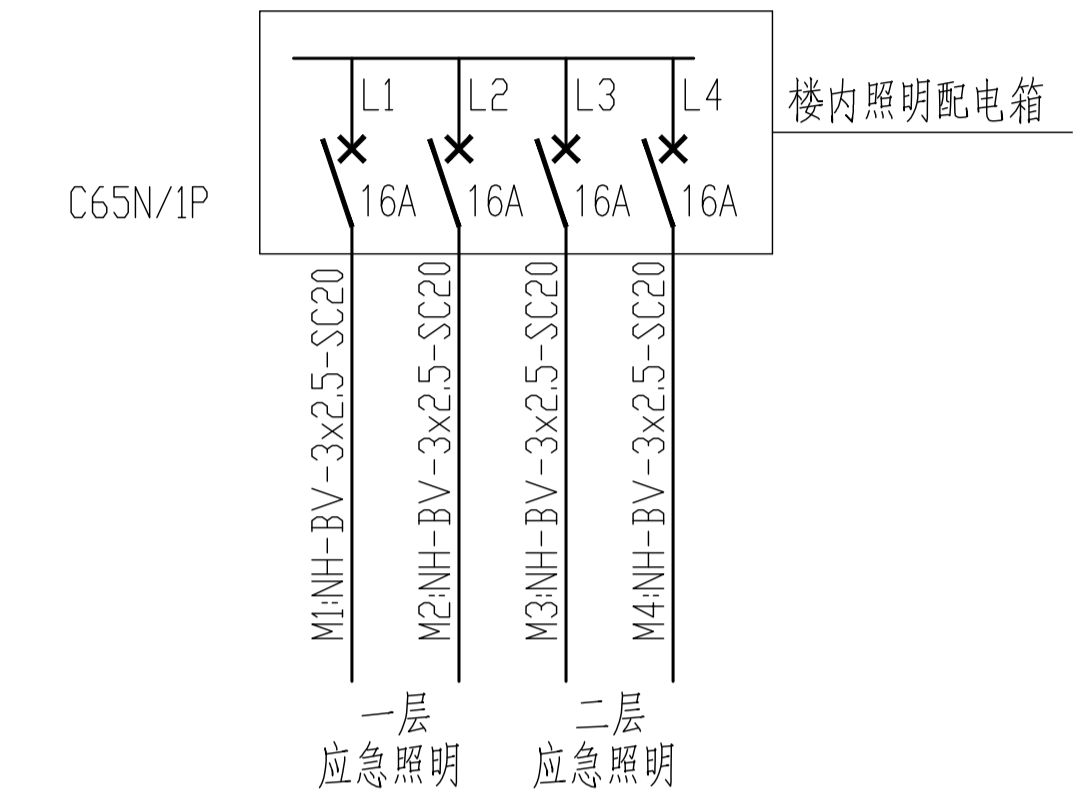 L1 L2 L3 L4
楼内照明配电箱
C65N/1P
16A 16A 16A 16A
M1:NH-BV-3x2.5-SC20
M2:NH-BV-3x2.5-SC20
M3:NH-BV-3x2.5-SC20
M4:NH-BV-3x2.5-SC20
一层
应急照明
二层
应急照明